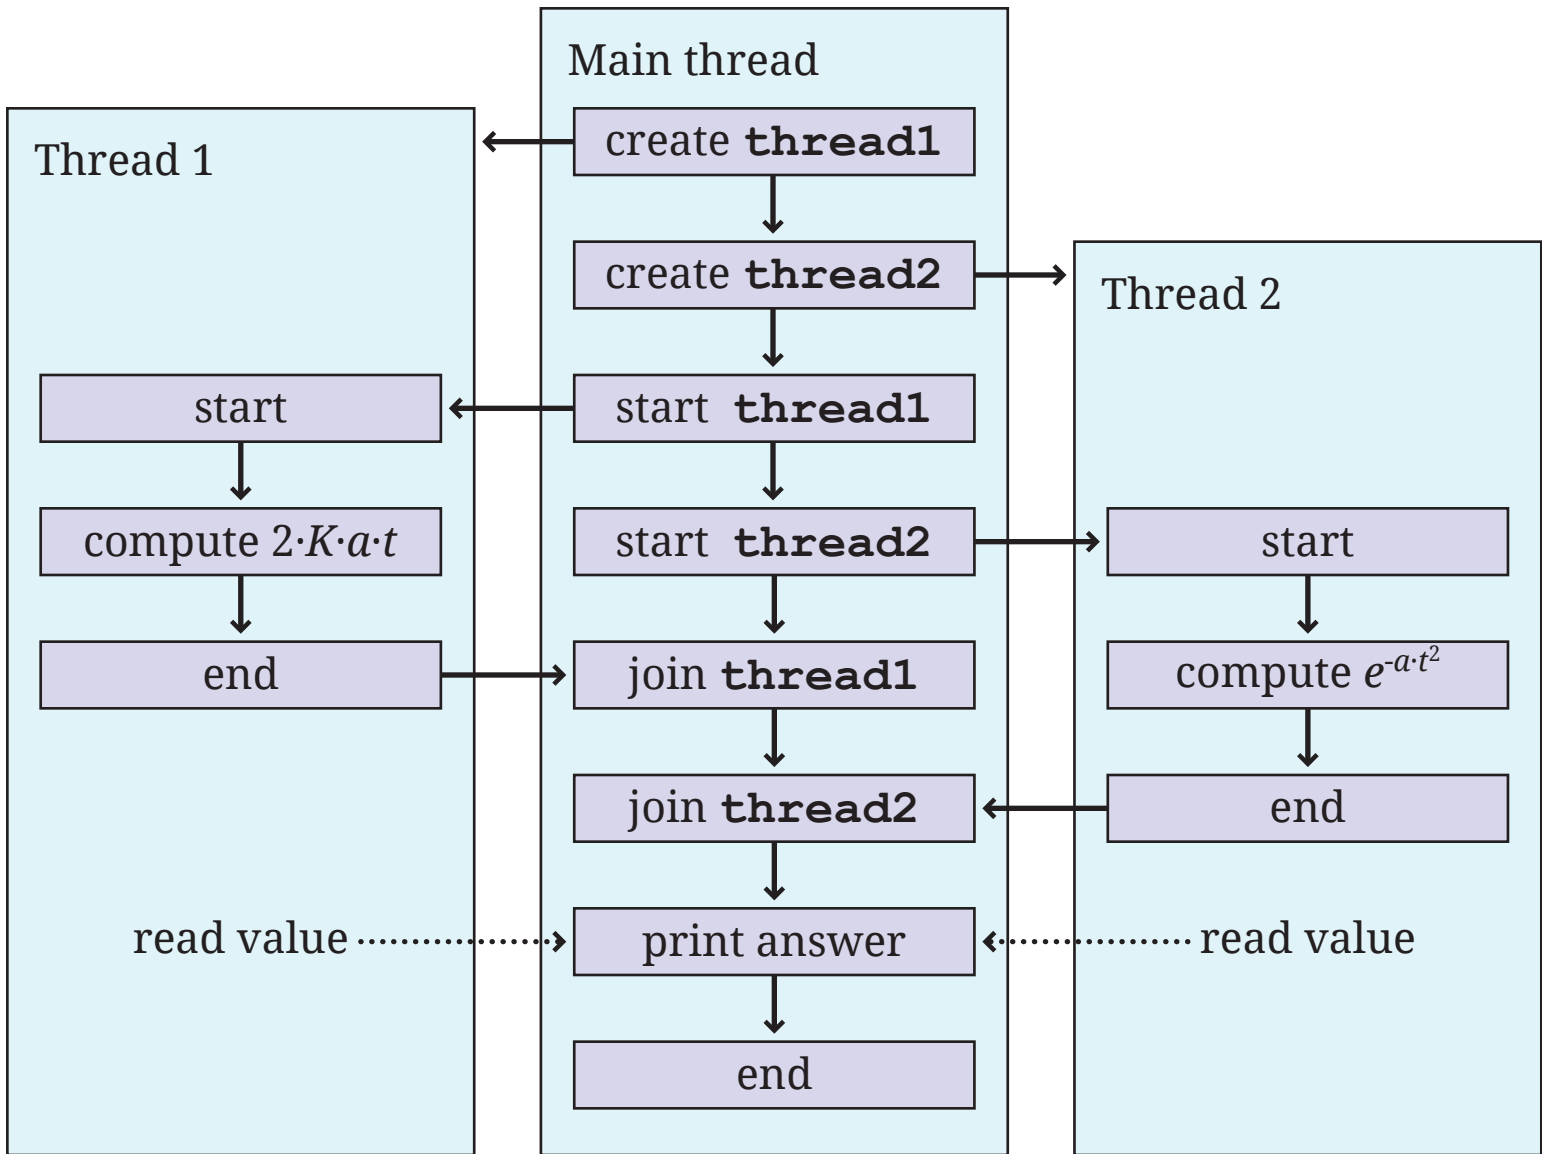 Main thread
create thread1
Thread 1
create thread2
Thread 2
start
start thread1
compute 2·K·a·t
start thread2
start
end
join thread1
compute e^-a·t²
join thread2
end
read value
print answer
read value
end